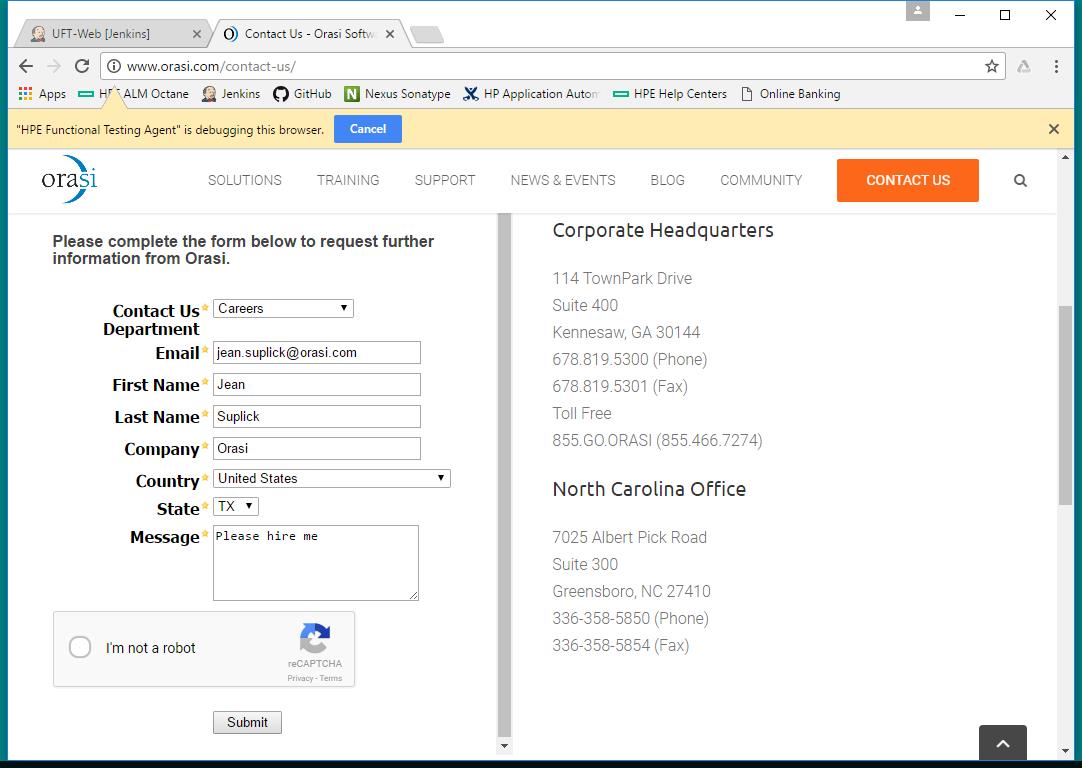 UFT-Web [Jenkins]
Contact Us - Orasi Softw
www.orasi.com/contact-us/
Apps
ALM Octane
Jenkins
GitHub
Nexus Sonatype
HP Application Autom
HPE Help Centers
Online Banking
"HPE Functional Testing Agent" is debugging this browser.
Cancel
orasi
SOLUTIONS
TRAINING
SUPPORT
NEWS & EVENTS
BLOG
COMMUNITY
CONTACT US
Please complete the form below to request further
information from Orasi.
Contact Us
Department
Careers
Email
jean.suplick@orasi.com
First Name
Jean
Last Name
Suplick
Company
Orasi
Country
United States
State
TX
Message
Please hire me
I'm not a robot
reCAPTCHA
Privacy - Terms
Submit
Corporate Headquarters
114 TownPark Drive
Suite 400
Kennesaw, GA 30144
678.819.5300 (Phone)
678.819.5301 (Fax)
Toll Free
855.GO.ORASI (855.466.7274)
North Carolina Office
7025 Albert Pick Road
Suite 300
Greensboro, NC 27410
336-358-5850 (Phone)
336-358-5854 (Fax)